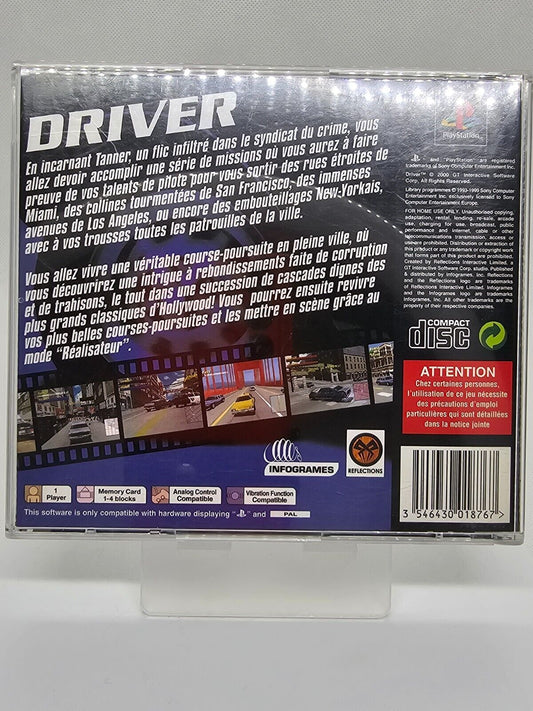 DRIVER
En incarnant Tanner, un flic infiltré dans le syndicat du crime, vous
allez devoir accomplir une série de missions où vous aurez à faire
preuve de vos talents de pilote pour vous sortir des rues étroites de
Miami, des collines tourmentées de San Francisco, des immenses
avenues de Los Angeles, ou encore des embouteillages New-Yorkais,
avec à vos trousses toutes les patrouilles de la ville.
Vous allez vivre une véritable course-poursuite en pleine ville, où
vous découvrirez une intrigue à rebondissements faite de corruption
et de trahisons, le tout dans une succession de cascades dignes des
plus grands classiques d'Hollywood! Vous pourrez ensuite revivre
vos plus belles courses-poursuites et les mettre en scène grâce au
mode "Réalisateur".
INFOGRAMES
REFLECTIONS
1 Player
Memory Card
1-4 blocks
Analog Control
Compatible
Vibration Function
Compatible
This software is only compatible with hardware displaying " " and PAL
PlayStation
" " and "PlayStation" are registered
trademarks of Sony Computer Entertainment Inc.
Driver™ © 2000 GT Interactive Software
Corp. All Rights Reserved.
Library programmes © 1993-1999 Sony Computer
Entertainment Inc. exclusively licensed to Sony
Computer Entertainment Europe.
FOR HOME USE ONLY. Unauthorised copying,
adaptation, rental, lending, re-sale, arcade
use, charging for use, broadcast, public
performance and internet, cable or other
telecommunications transmission, access or
use are prohibited. Distribution or extraction of
this product or any trademark or copyright work
that forms part of this product are prohibited.
Created by Reflections Interactive Limited, a
GT Interactive Software Corp. studio. Published &
distributed by Infogrames Inc. Reflections
and the Reflections logo are trademarks
of Reflections Interactive Limited. Infogrames
and the Infogrames logo are trademarks of
Infogrames, Inc. All other trademarks are the
property of their respective companies.
COMPACT
disc
ATTENTION
Chez certaines personnes,
l'utilisation de ce jeu nécessite
des précautions d'emploi
particulières qui sont détaillées
dans la notice jointe
3 546430 018767 >